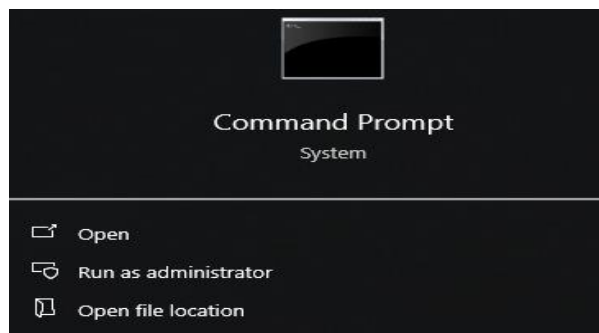 Command Prompt
System
Open
Run as administrator
Open file location